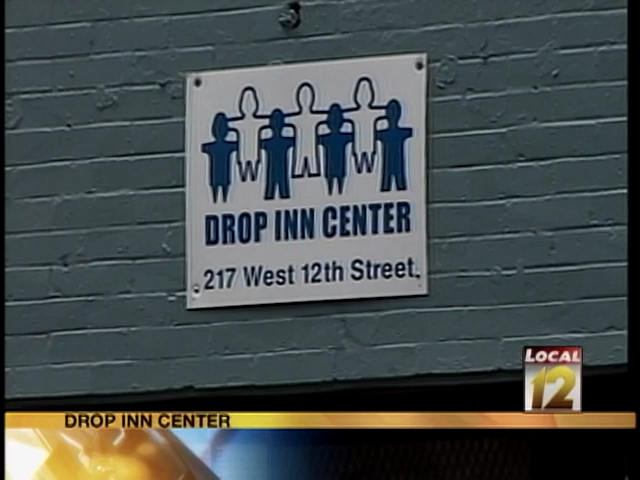 DROP INN CENTER
217 West 12th Street.
LOCAL
12
DROP INN CENTER